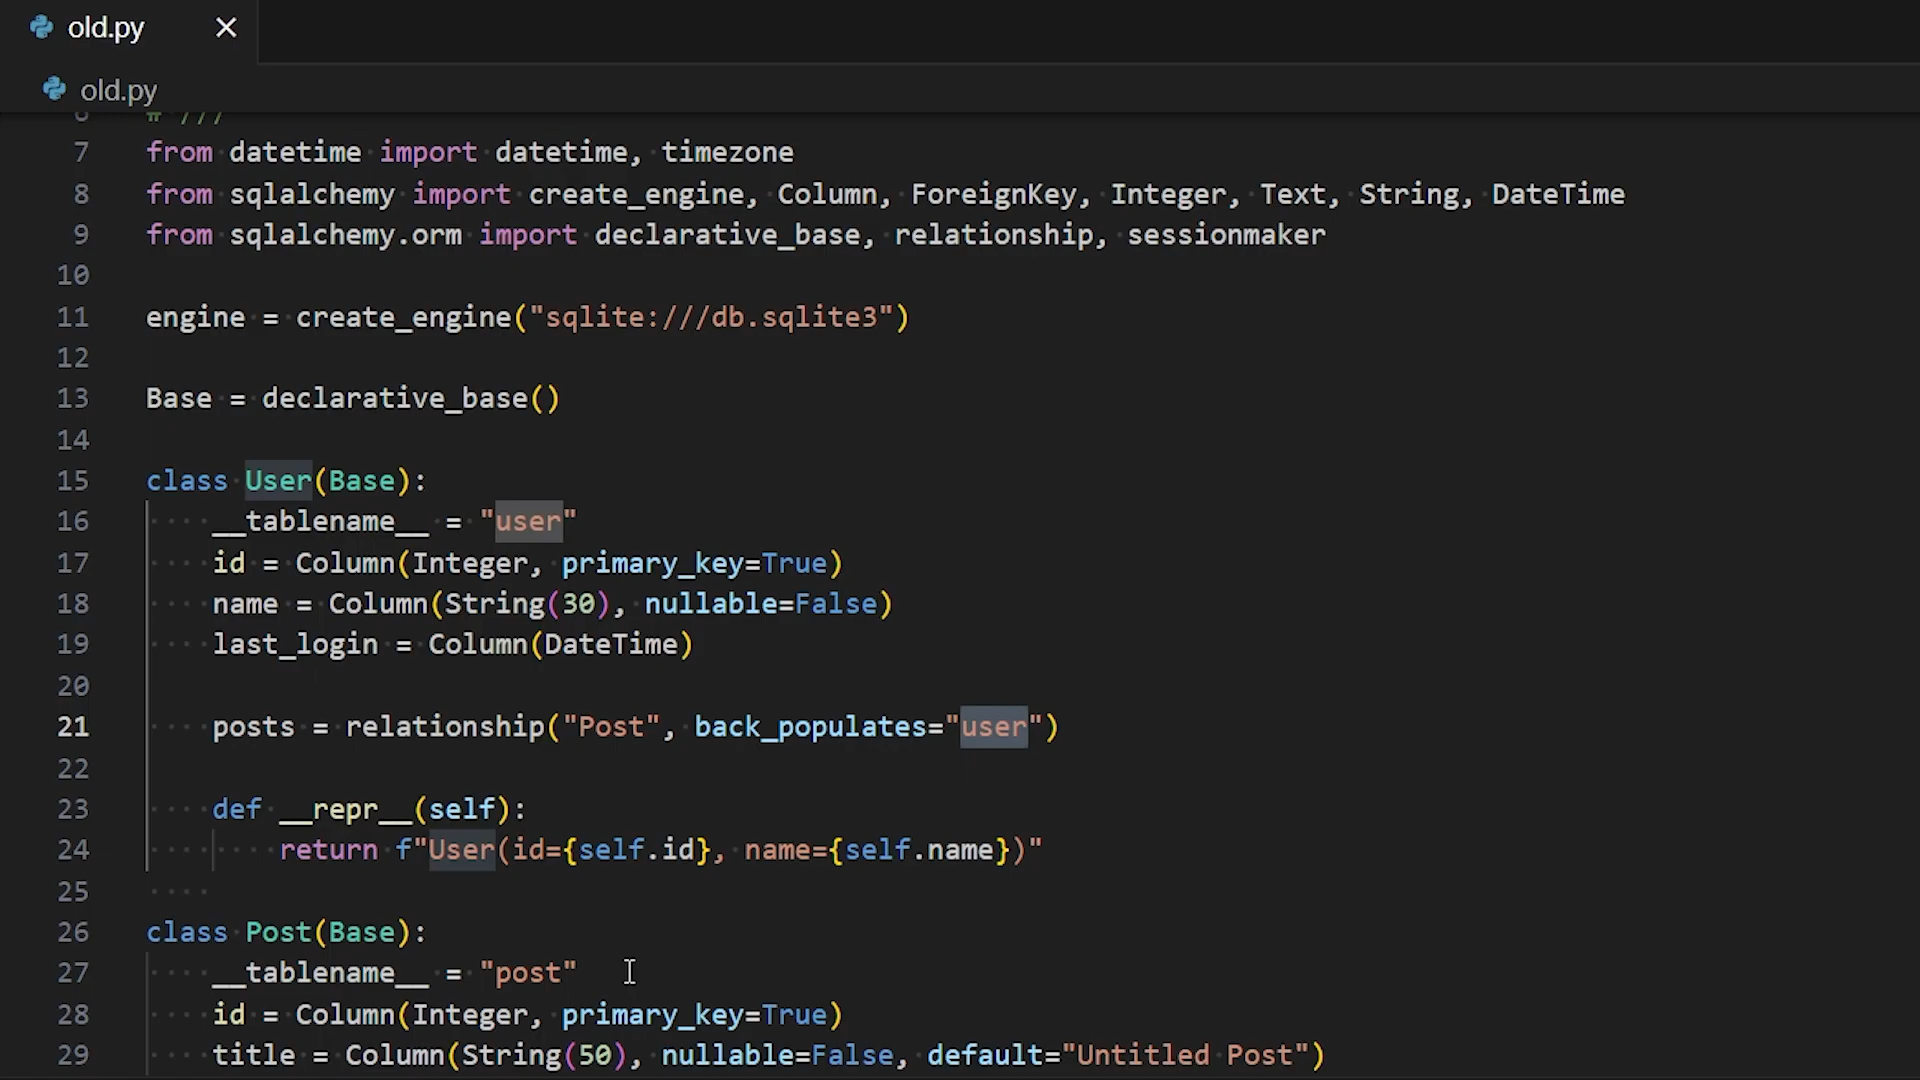 old.py
old.py
6 # ///
7 from datetime import datetime, timezone
8 from sqlalchemy import create_engine, Column, ForeignKey, Integer, Text, String, DateTime
9 from sqlalchemy.orm import declarative_base, relationship, sessionmaker
10
11 engine = create_engine("sqlite:///db.sqlite3")
12
13 Base = declarative_base()
14
15 class User(Base):
16     __tablename__ = "user"
17     id = Column(Integer, primary_key=True)
18     name = Column(String(30), nullable=False)
19     last_login = Column(DateTime)
20
21     posts = relationship("Post", back_populates="user")
22
23     def __repr__(self):
24         return f"User(id={self.id}, name={self.name})"
25
26 class Post(Base):
27     __tablename__ = "post"
28     id = Column(Integer, primary_key=True)
29     title = Column(String(50), nullable=False, default="Untitled Post")